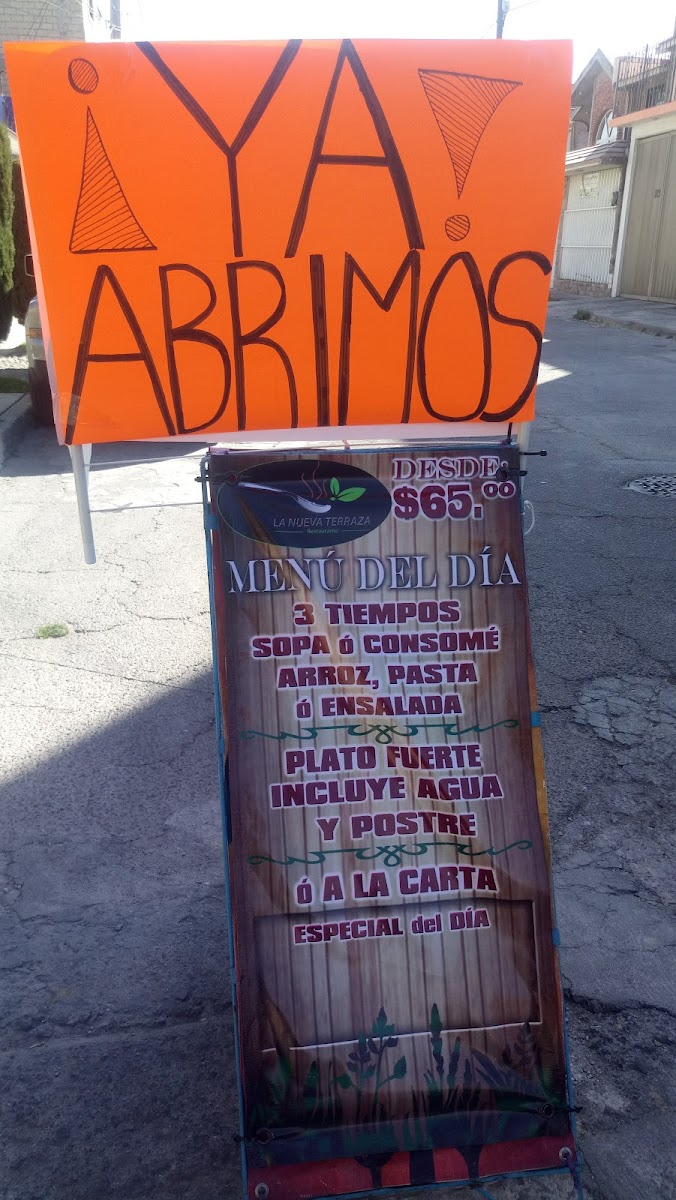 ¡YA!
ABRIMOS
LA NUEVA TERRAZA
Restaurante
DESDE
$65.00
MENÚ DEL DÍA
3 TIEMPOS
SOPA ó CONSOMÉ
ARROZ, PASTA
ó ENSALADA
PLATO FUERTE
INCLUYE AGUA
Y POSTRE
ó A LA CARTA
ESPECIAL del DÍA